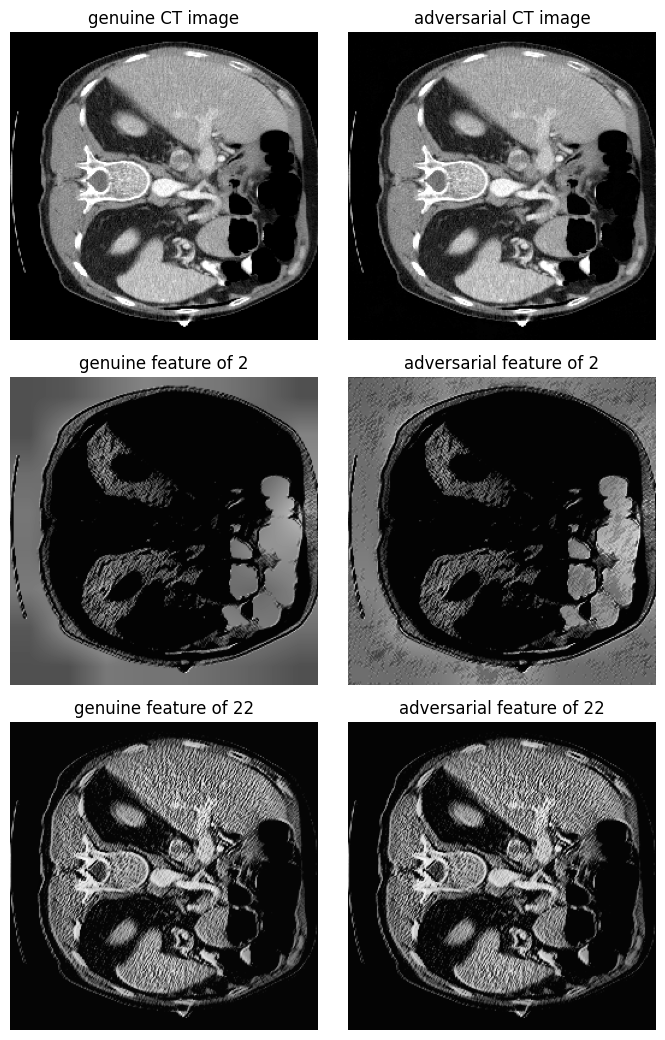 genuine CT image
adversarial CT image
genuine feature of 2
adversarial feature of 2
genuine feature of 22
adversarial feature of 22